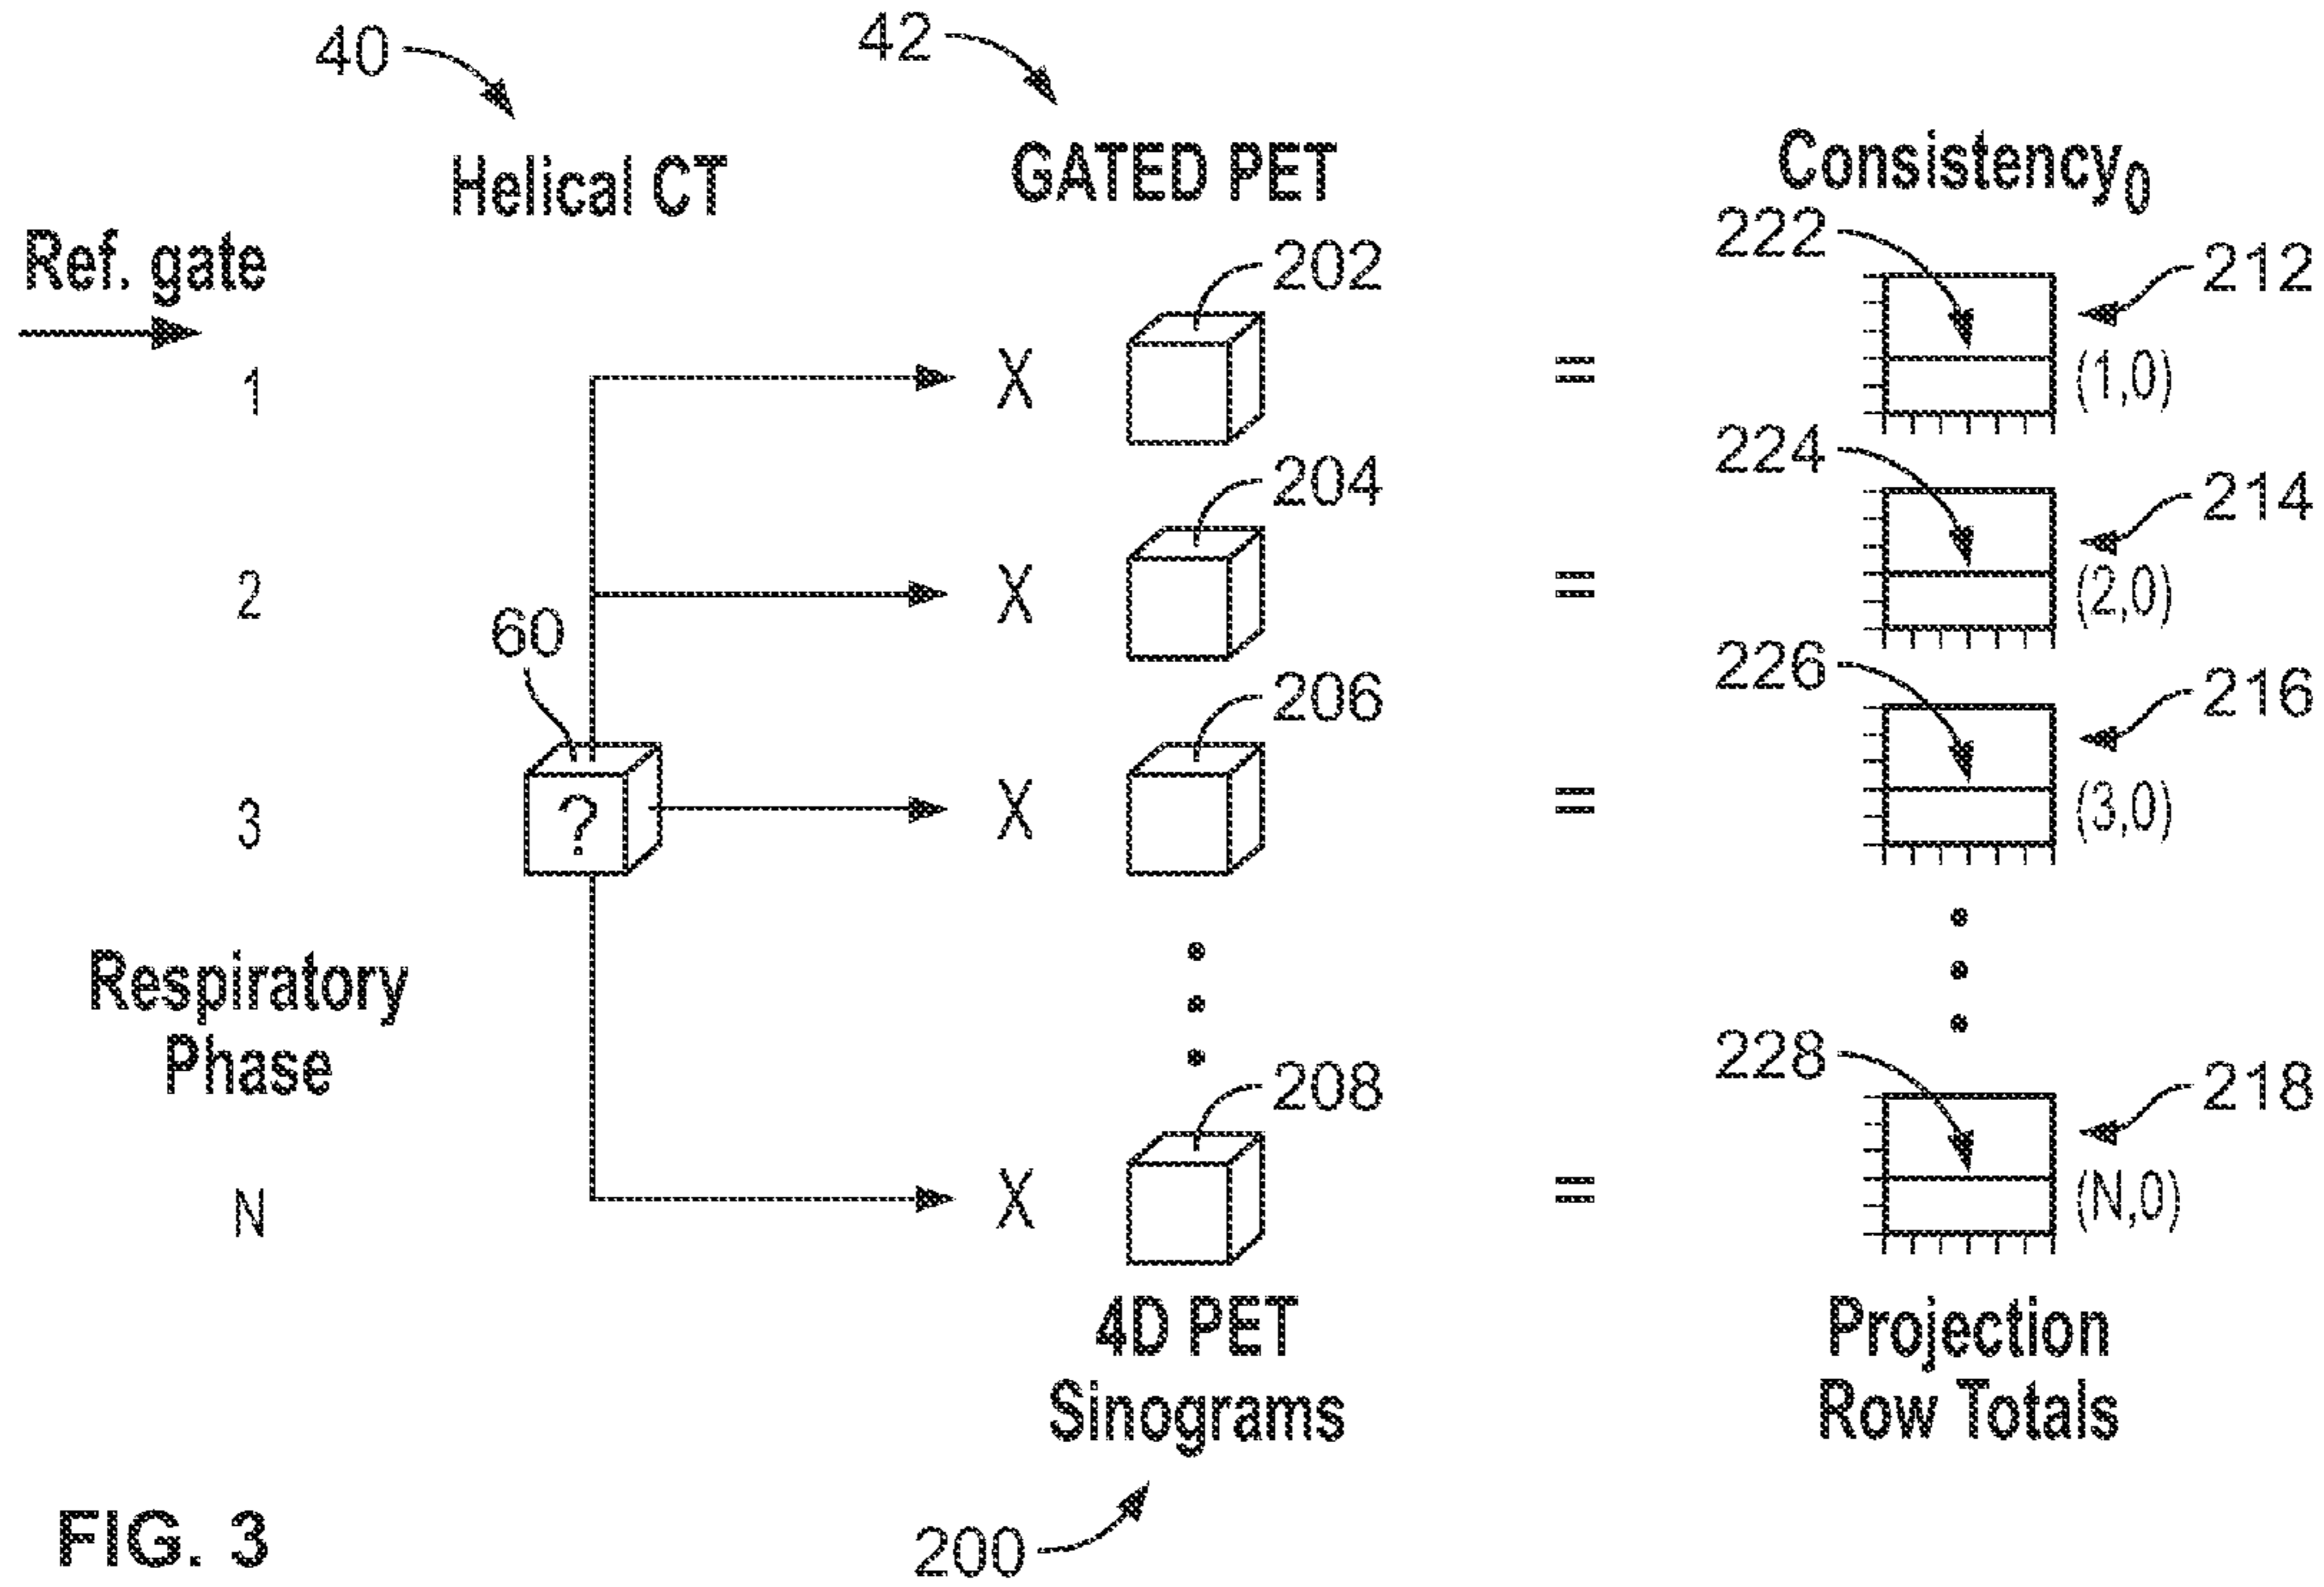 40
42
Helical CT
GATED PET
Consistency0
Ref. gate
222
212
202
1
X
=
(1,0)
224
214
204
2
X
=
(2,0)
60
226
216
206
3
?
X
=
(3,0)
Respiratory
Phase
228
218
208
N
X
=
(N,0)
4D PET
Sinograms
Projection
Row Totals
200
FIG. 3